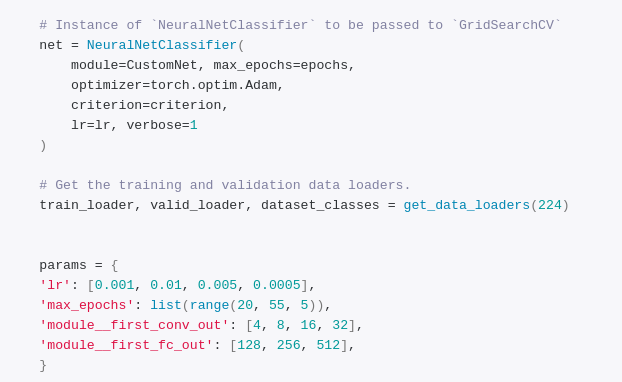 # Instance of `NeuralNetClassifier` to be passed to `GridSearchCV`
net = NeuralNetClassifier(
    module=CustomNet, max_epochs=epochs,
    optimizer=torch.optim.Adam,
    criterion=criterion,
    lr=lr, verbose=1
)
# Get the training and validation data loaders.
train_loader, valid_loader, dataset_classes = get_data_loaders(224)
params = {
'lr': [0.001, 0.01, 0.005, 0.0005],
'max_epochs': list(range(20, 55, 5)),
'module__first_conv_out': [4, 8, 16, 32],
'module__first_fc_out': [128, 256, 512],
}